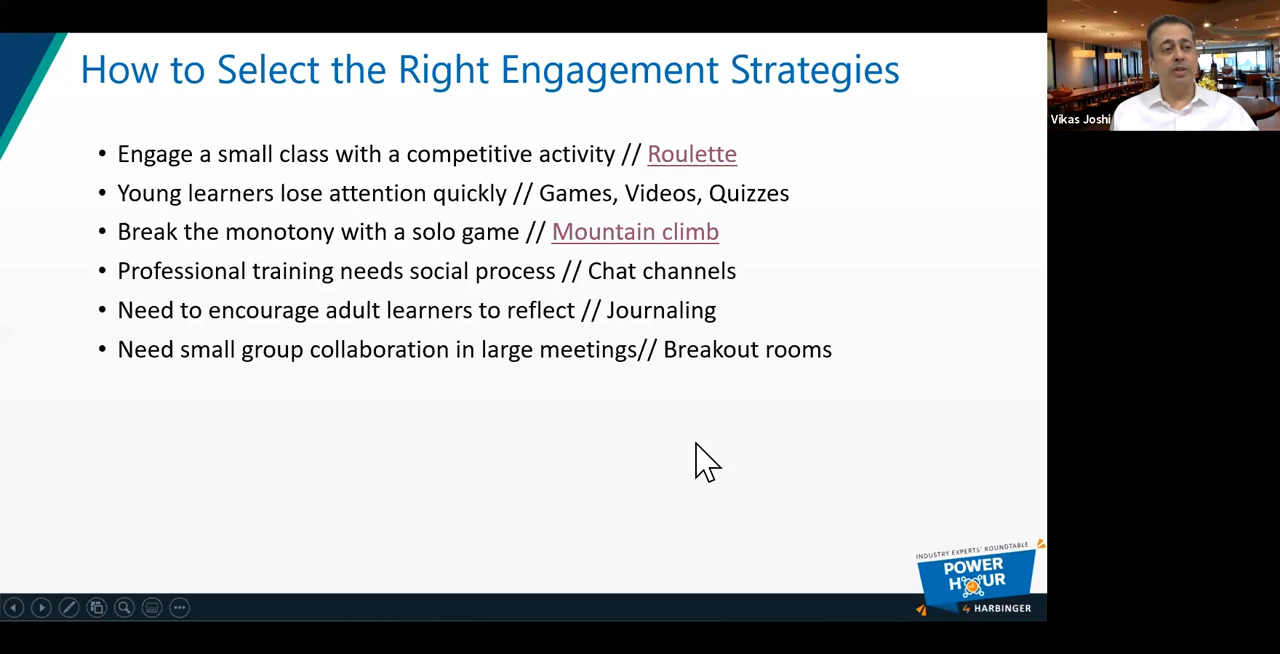 How to Select the Right Engagement Strategies
• Engage a small class with a competitive activity // Roulette
• Young learners lose attention quickly // Games, Videos, Quizzes
• Break the monotony with a solo game // Mountain climb
• Professional training needs social process // Chat channels
• Need to encourage adult learners to reflect // Journaling
• Need small group collaboration in large meetings// Breakout rooms
Vikas Joshi
INDUSTRY EXPERTS' ROUNDTABLE
POWER
HOUR
by HARBINGER